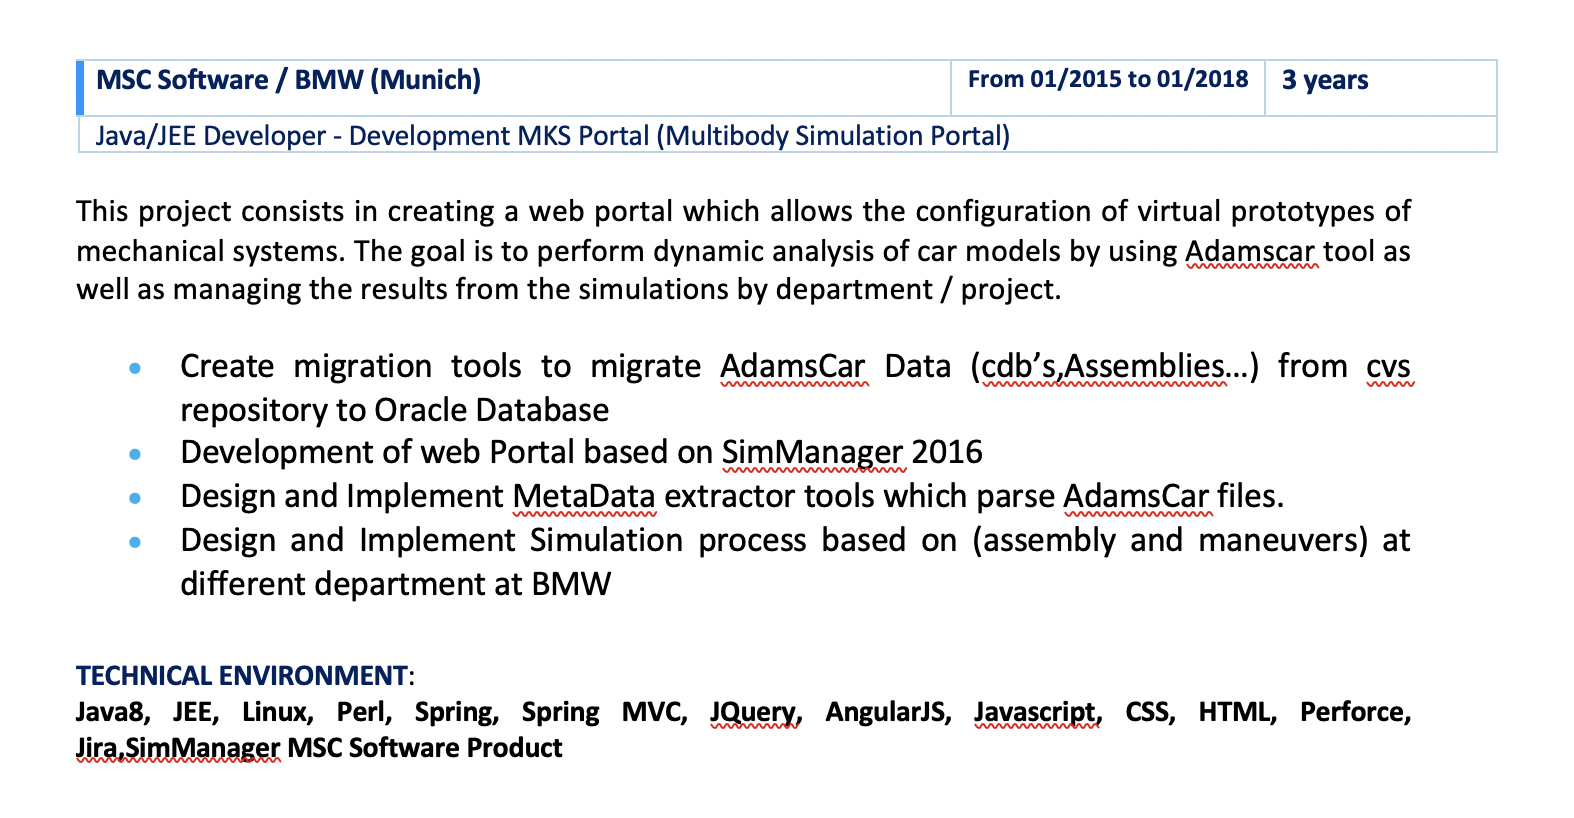 MSC Software / BMW (Munich) From 01/2015 to 01/2018 3 years
Java/JEE Developer - Development MKS Portal (Multibody Simulation Portal)
This project consists in creating a web portal which allows the configuration of virtual prototypes of
mechanical systems. The goal is to perform dynamic analysis of car models by using Adamscar tool as
well as managing the results from the simulations by department / project.
• Create migration tools to migrate AdamsCar Data (cdb’s,Assemblies...) from cvs
repository to Oracle Database
• Development of web Portal based on SimManager 2016
• Design and Implement MetaData extractor tools which parse AdamsCar files.
• Design and Implement Simulation process based on (assembly and maneuvers) at
different department at BMW
TECHNICAL ENVIRONMENT:
Java8, JEE, Linux, Perl, Spring, Spring MVC, JQuery, AngularJS, Javascript, CSS, HTML, Perforce,
Jira,SimManager MSC Software Product